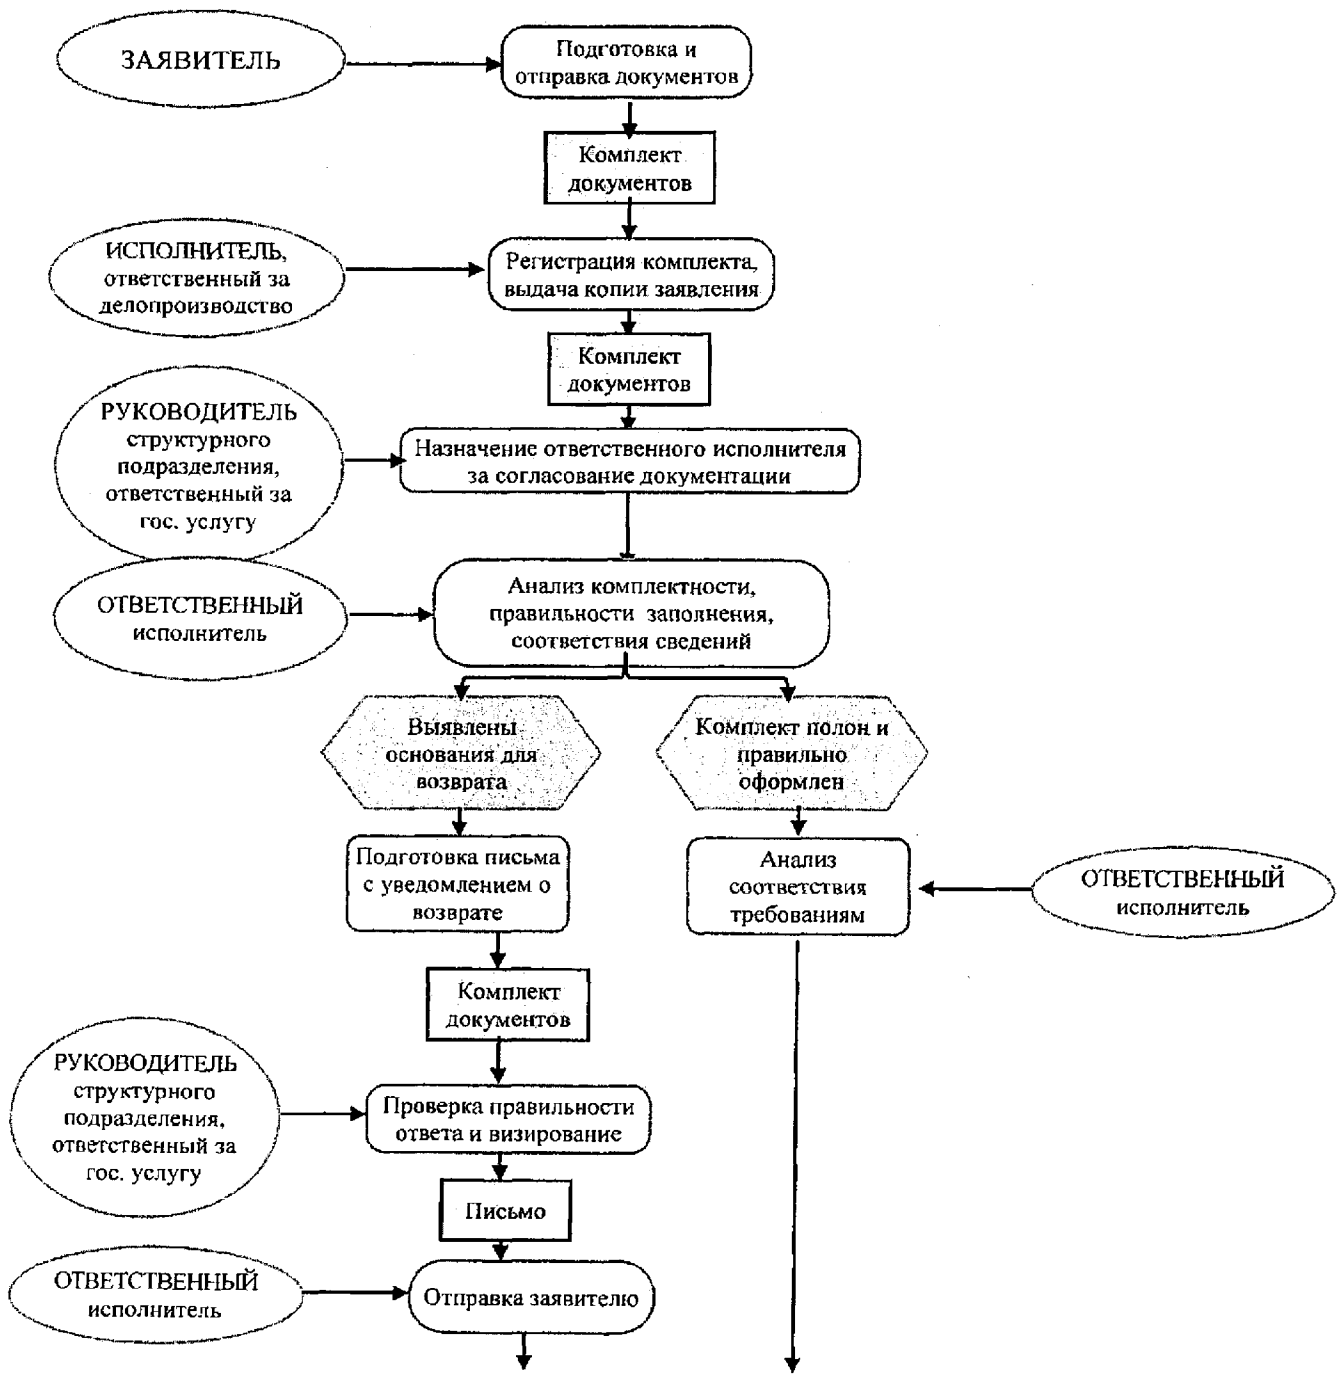 ЗАЯВИТЕЛЬ
Подготовка и
отправка документов
Комплект
документов
ИСПОЛНИТЕЛЬ,
ответственный за
делопроизводство
Регистрация комплекта,
выдача копии заявления
Комплект
документов
РУКОВОДИТЕЛЬ
структурного
подразделения,
ответственный за
гос. услугу
Назначение ответственного исполнителя
за согласование документации
ОТВЕТСТВЕННЫЙ
исполнитель
Анализ комплектности,
правильности заполнения,
соответствия сведений
Выявлены
основания для
возврата
Комплект полон и
правильно
оформлен
Подготовка письма
с уведомлением о
возврате
Анализ
соответствия
требованиям
ОТВЕТСТВЕННЫЙ
исполнитель
Комплект
документов
РУКОВОДИТЕЛЬ
структурного
подразделения,
ответственный за
гос. услугу
Проверка правильности
ответа и визирование
Письмо
ОТВЕТСТВЕННЫЙ
исполнитель
Отправка заявителю